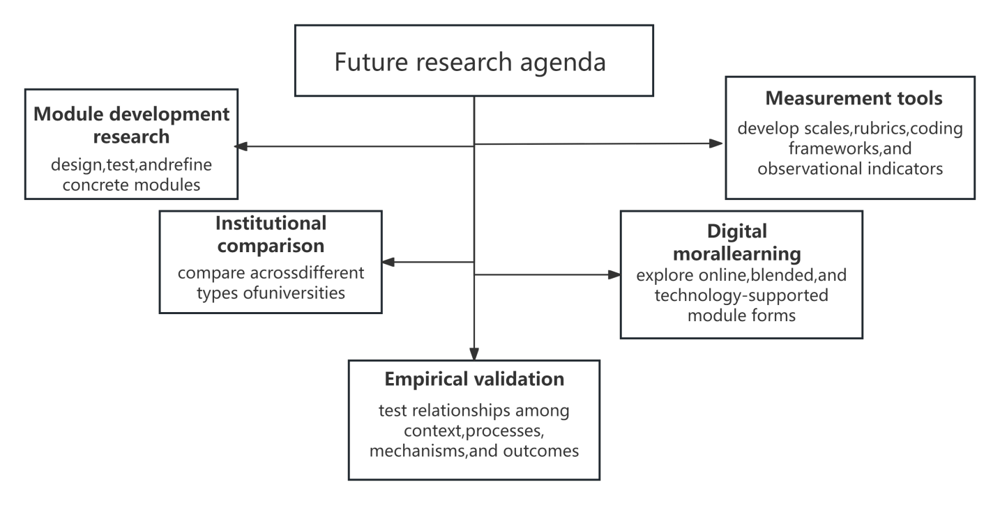 Future research agenda
Module development
research
design,test,andrefine
concrete modules
Measurement tools
develop scales,rubrics,coding
frameworks,and
observational indicators
Institutional
comparison
compare acrossdifferent
types ofuniversities
Digital
morallearning
explore online,blended,and
technology-supported
module forms
Empirical validation
test relationships among
context,processes,
mechanisms,and outcomes